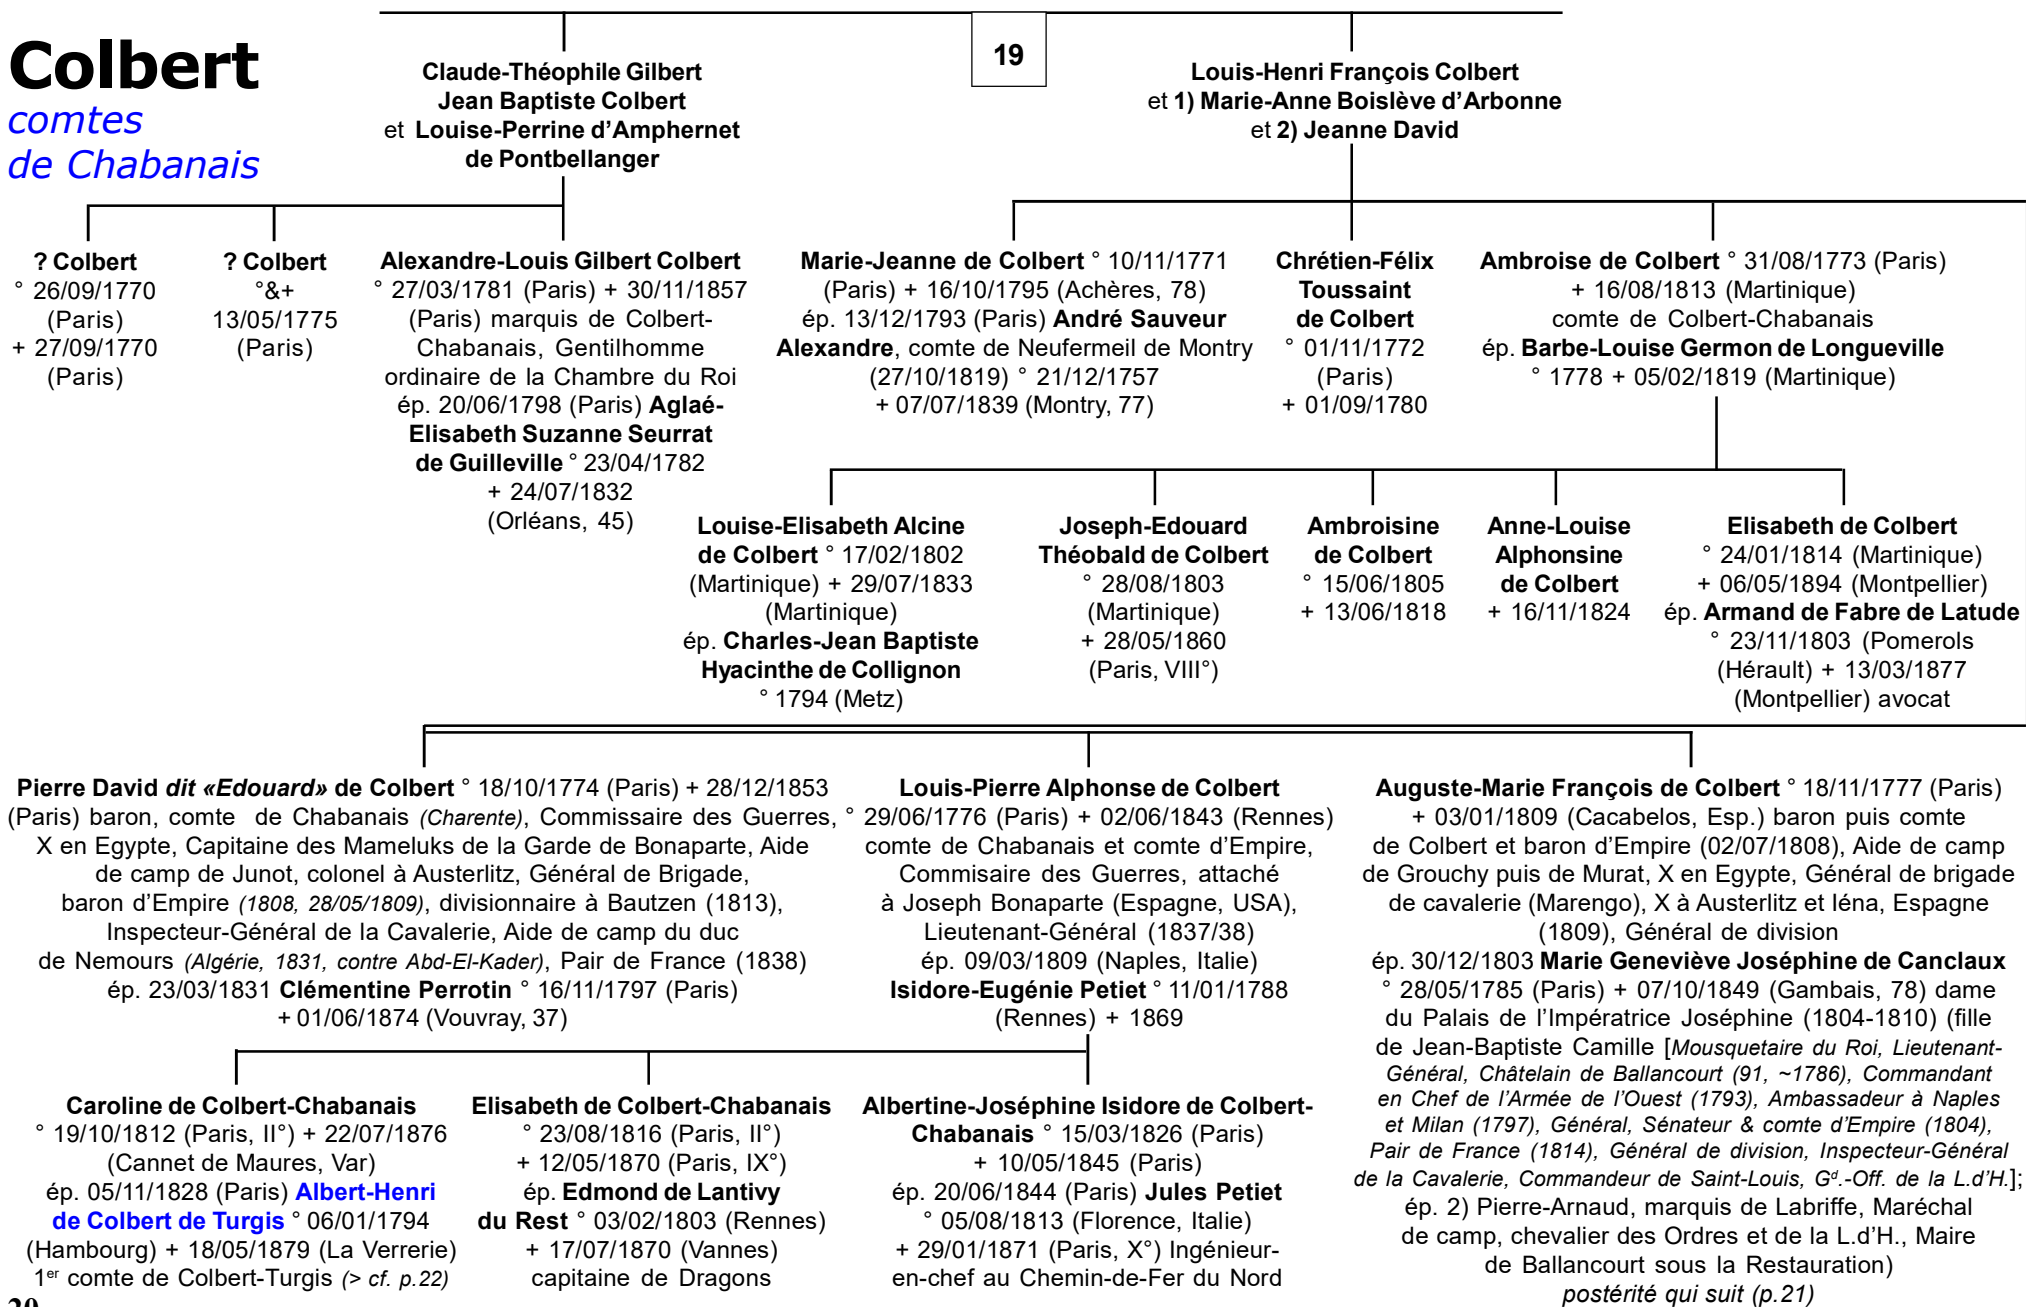 Colbert
comtes
de Chabanais
19
Claude-Théophile Gilbert
Jean Baptiste Colbert
et Louise-Perrine d’Amphernet
de Pontbellanger
Louis-Henri François Colbert
et 1) Marie-Anne Boislève d’Arbonne
et 2) Jeanne David
? Colbert
° 26/09/1770
(Paris)
+ 27/09/1770
(Paris)
? Colbert
°&+
13/05/1775
(Paris)
Alexandre-Louis Gilbert Colbert
° 27/03/1781 (Paris) + 30/11/1857
(Paris) marquis de Colbert-
Chabanais, Gentilhomme
ordinaire de la Chambre du Roi
ép. 20/06/1798 (Paris) Aglaé-
Elisabeth Suzanne Seurrat
de Guilleville ° 23/04/1782
+ 24/07/1832
(Orléans, 45)
Marie-Jeanne de Colbert ° 10/11/1771
(Paris) + 16/10/1795 (Achères, 78)
ép. 13/12/1793 (Paris) André Sauveur
Alexandre, comte de Neufermeil de Montry
(27/10/1819) ° 21/12/1757
+ 07/07/1839 (Montry, 77)
Chrétien-Félix
Toussaint
de Colbert
° 01/11/1772
(Paris)
+ 01/09/1780
Ambroise de Colbert ° 31/08/1773 (Paris)
+ 16/08/1813 (Martinique)
comte de Colbert-Chabanais
ép. Barbe-Louise Germon de Longueville
° 1778 + 05/02/1819 (Martinique)
Louise-Elisabeth Alcine
de Colbert ° 17/02/1802
(Martinique) + 29/07/1833
(Martinique)
ép. Charles-Jean Baptiste
Hyacinthe de Collignon
° 1794 (Metz)
Joseph-Edouard
Théobald de Colbert
° 28/08/1803
(Martinique)
+ 28/05/1860
(Paris, VIII°)
Ambroisine
de Colbert
° 15/06/1805
+ 13/06/1818
Anne-Louise
Alphonsine
de Colbert
+ 16/11/1824
Elisabeth de Colbert
° 24/01/1814 (Martinique)
+ 06/05/1894 (Montpellier)
ép. Armand de Fabre de Latude
° 23/11/1803 (Pomerols
(Hérault) + 13/03/1877
(Montpellier) avocat
Pierre David dit «Edouard» de Colbert ° 18/10/1774 (Paris) + 28/12/1853
(Paris) baron, comte de Chabanais (Charente), Commissaire des Guerres,
X en Egypte, Capitaine des Mameluks de la Garde de Bonaparte, Aide
de camp de Junot, colonel à Austerlitz, Général de Brigade,
baron d’Empire (1808, 28/05/1809), divisionnaire à Bautzen (1813),
Inspecteur-Général de la Cavalerie, Aide de camp du duc
de Nemours (Algérie, 1831, contre Abd-El-Kader), Pair de France (1838)
ép. 23/03/1831 Clémentine Perrotin ° 16/11/1797 (Paris)
+ 01/06/1874 (Vouvray, 37)
Louis-Pierre Alphonse de Colbert
° 29/06/1776 (Paris) + 02/06/1843 (Rennes)
comte de Chabanais et comte d’Empire,
Commisaire des Guerres, attaché
à Joseph Bonaparte (Espagne, USA),
Lieutenant-Général (1837/38)
ép. 09/03/1809 (Naples, Italie)
Isidore-Eugénie Petiet ° 11/01/1788
(Rennes) + 1869
Auguste-Marie François de Colbert ° 18/11/1777 (Paris)
+ 03/01/1809 (Cacabelos, Esp.) baron puis comte
de Colbert et baron d’Empire (02/07/1808), Aide de camp
de Grouchy puis de Murat, X en Egypte, Général de brigade
de cavalerie (Marengo), X à Austerlitz et Iéna, Espagne
(1809), Général de division
ép. 30/12/1803 Marie Geneviève Joséphine de Canclaux
° 28/05/1785 (Paris) + 07/10/1849 (Gambais, 78) dame
du Palais de l’Impératrice Joséphine (1804-1810) (fille
de Jean-Baptiste Camille [Mousquetaire du Roi, Lieutenant-
Général, Châtelain de Ballancourt (91, ~1786), Commandant
en Chef de l’Armée de l’Ouest (1793), Ambassadeur à Naples
et Milan (1797), Général, Sénateur & comte d’Empire (1804),
Pair de France (1814), Général de division, Inspecteur-Général
de la Cavalerie, Commandeur de Saint-Louis, Gd.-Off. de la L.d’H.];
ép. 2) Pierre-Arnaud, marquis de Labriffe, Maréchal
de camp, chevalier des Ordres et de la L.d’H., Maire
de Ballancourt sous la Restauration)
postérité qui suit (p.21)
Caroline de Colbert-Chabanais
° 19/10/1812 (Paris, II°) + 22/07/1876
(Cannet de Maures, Var)
ép. 05/11/1828 (Paris) Albert-Henri
de Colbert de Turgis ° 06/01/1794
(Hambourg) + 18/05/1879 (La Verrerie)
1er comte de Colbert-Turgis (> cf. p.22)
Elisabeth de Colbert-Chabanais
° 23/08/1816 (Paris, II°)
+ 12/05/1870 (Paris, IX°)
ép. Edmond de Lantivy
du Rest ° 03/02/1803 (Rennes)
+ 17/07/1870 (Vannes)
capitaine de Dragons
Albertine-Joséphine Isidore de Colbert-
Chabanais ° 15/03/1826 (Paris)
+ 10/05/1845 (Paris)
ép. 20/06/1844 (Paris) Jules Petiet
° 05/08/1813 (Florence, Italie)
+ 29/01/1871 (Paris, X°) Ingénieur-
en-chef au Chemin-de-Fer du Nord
20